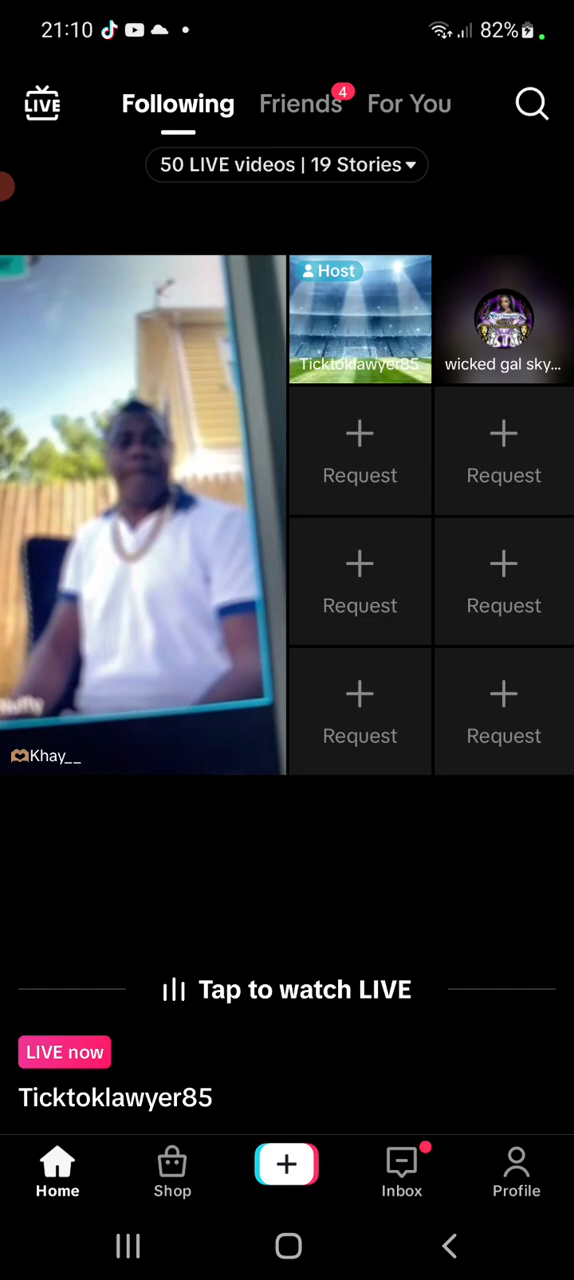 21:10
82%
LIVE
Following
Friends
4
For You
50 LIVE videos | 19 Stories
Host
Ticktoklawyer85
wicked gal sky...
Request
Request
Request
Request
Request
Request
Nuffy
🫶🏽Khay__
Tap to watch LIVE
LIVE now
Ticktoklawyer85
Home
Shop
Inbox
Profile